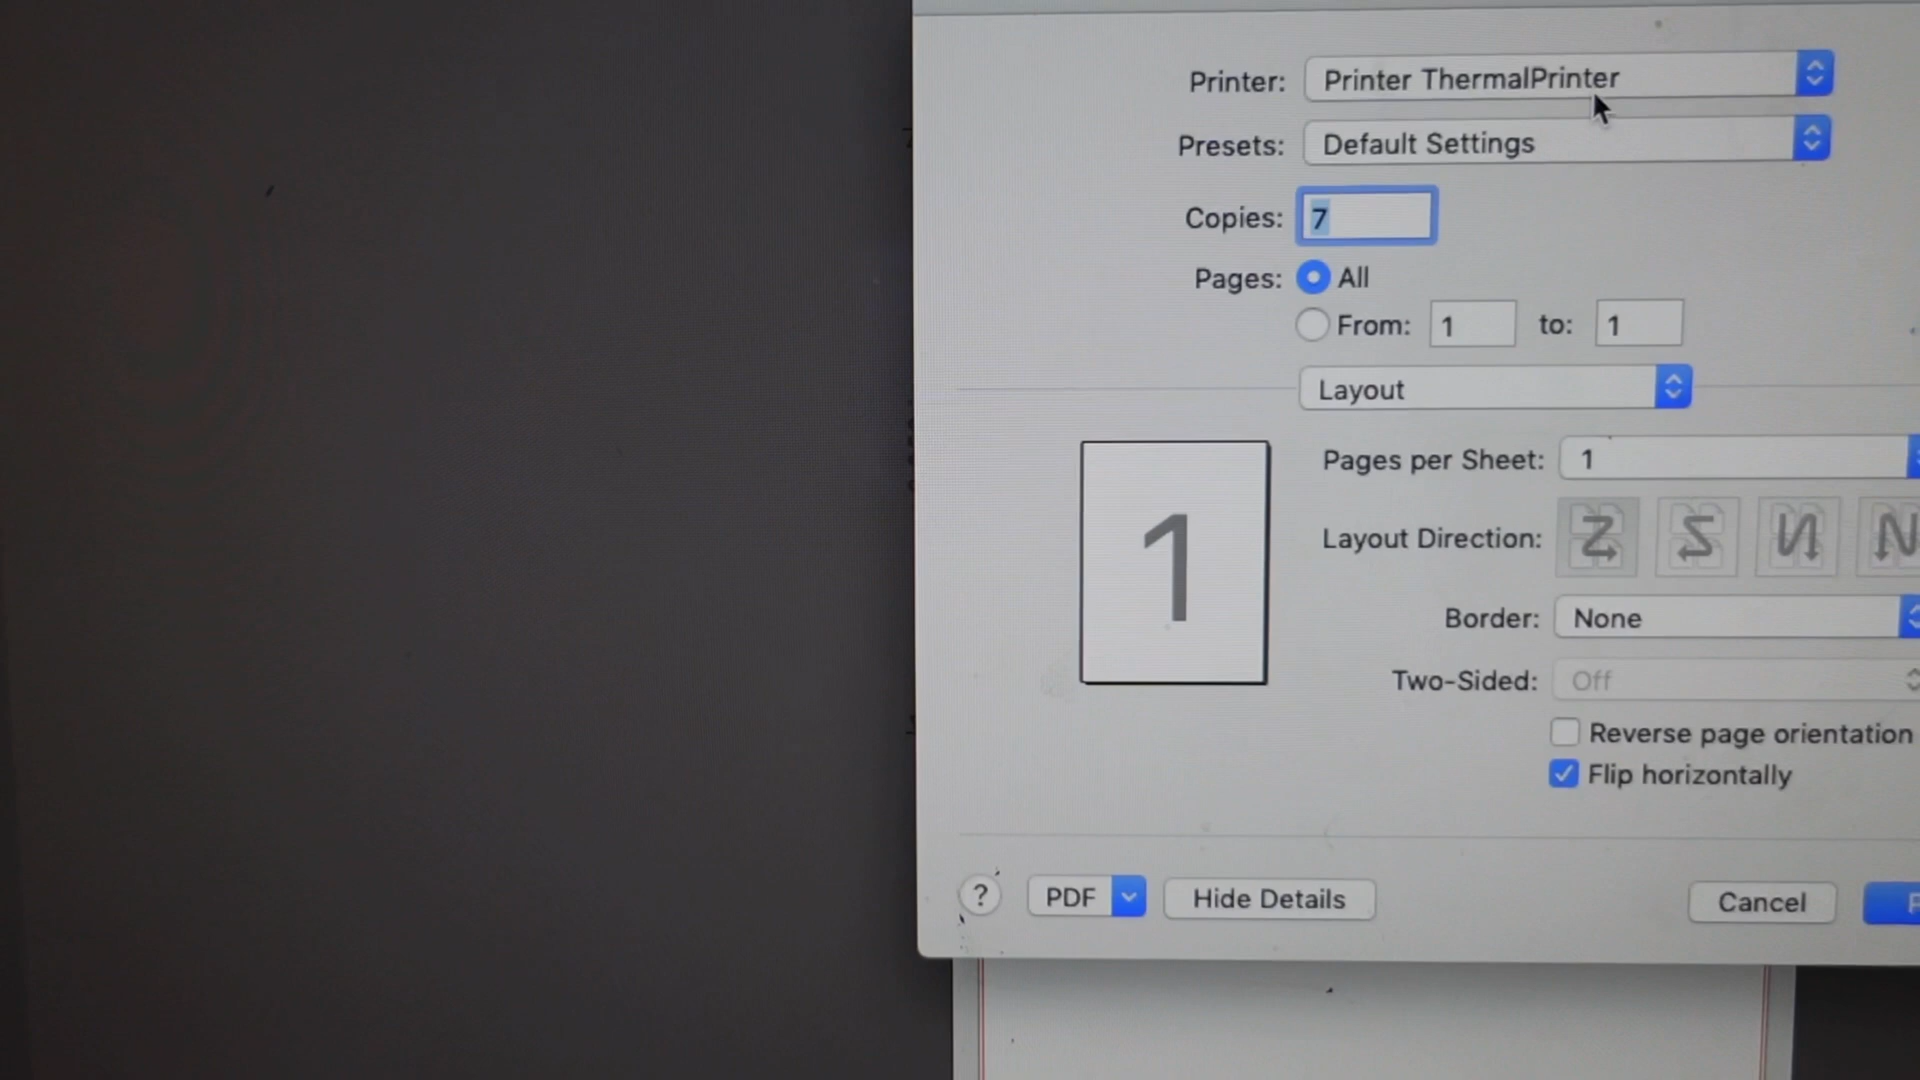 Printer: Printer ThermalPrinter
Presets: Default Settings
Copies: 7
Pages: All
From: 1 to: 1
Layout
1
Pages per Sheet: 1
Layout Direction:
Border: None
Two-Sided: Off
Reverse page orientation
Flip horizontally
? PDF Hide Details Cancel